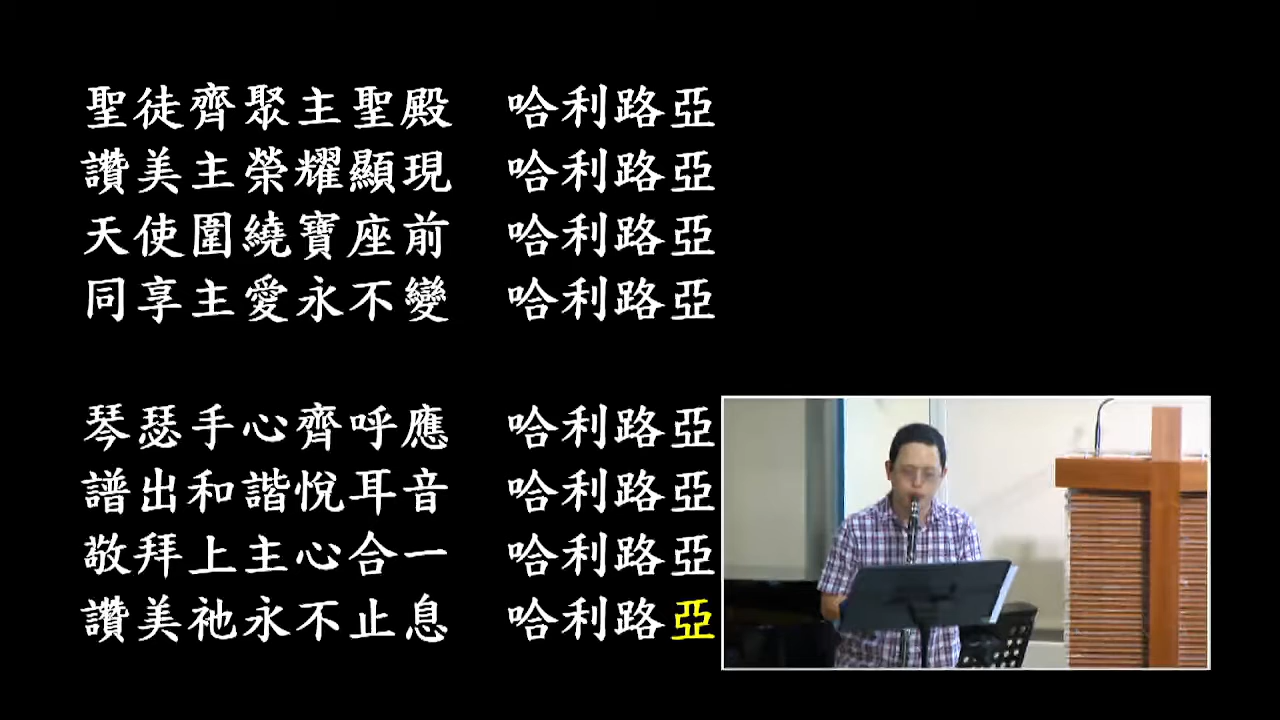 聖徒齊聚主聖殿 哈利路亞
讚美主榮耀顯現 哈利路亞
天使圍繞寶座前 哈利路亞
同享主愛永不變 哈利路亞
琴瑟手心齊呼應 哈利路亞
譜出和諧悅耳音 哈利路亞
敬拜上主心合一 哈利路亞
讚美祂永不止息 哈利路亞